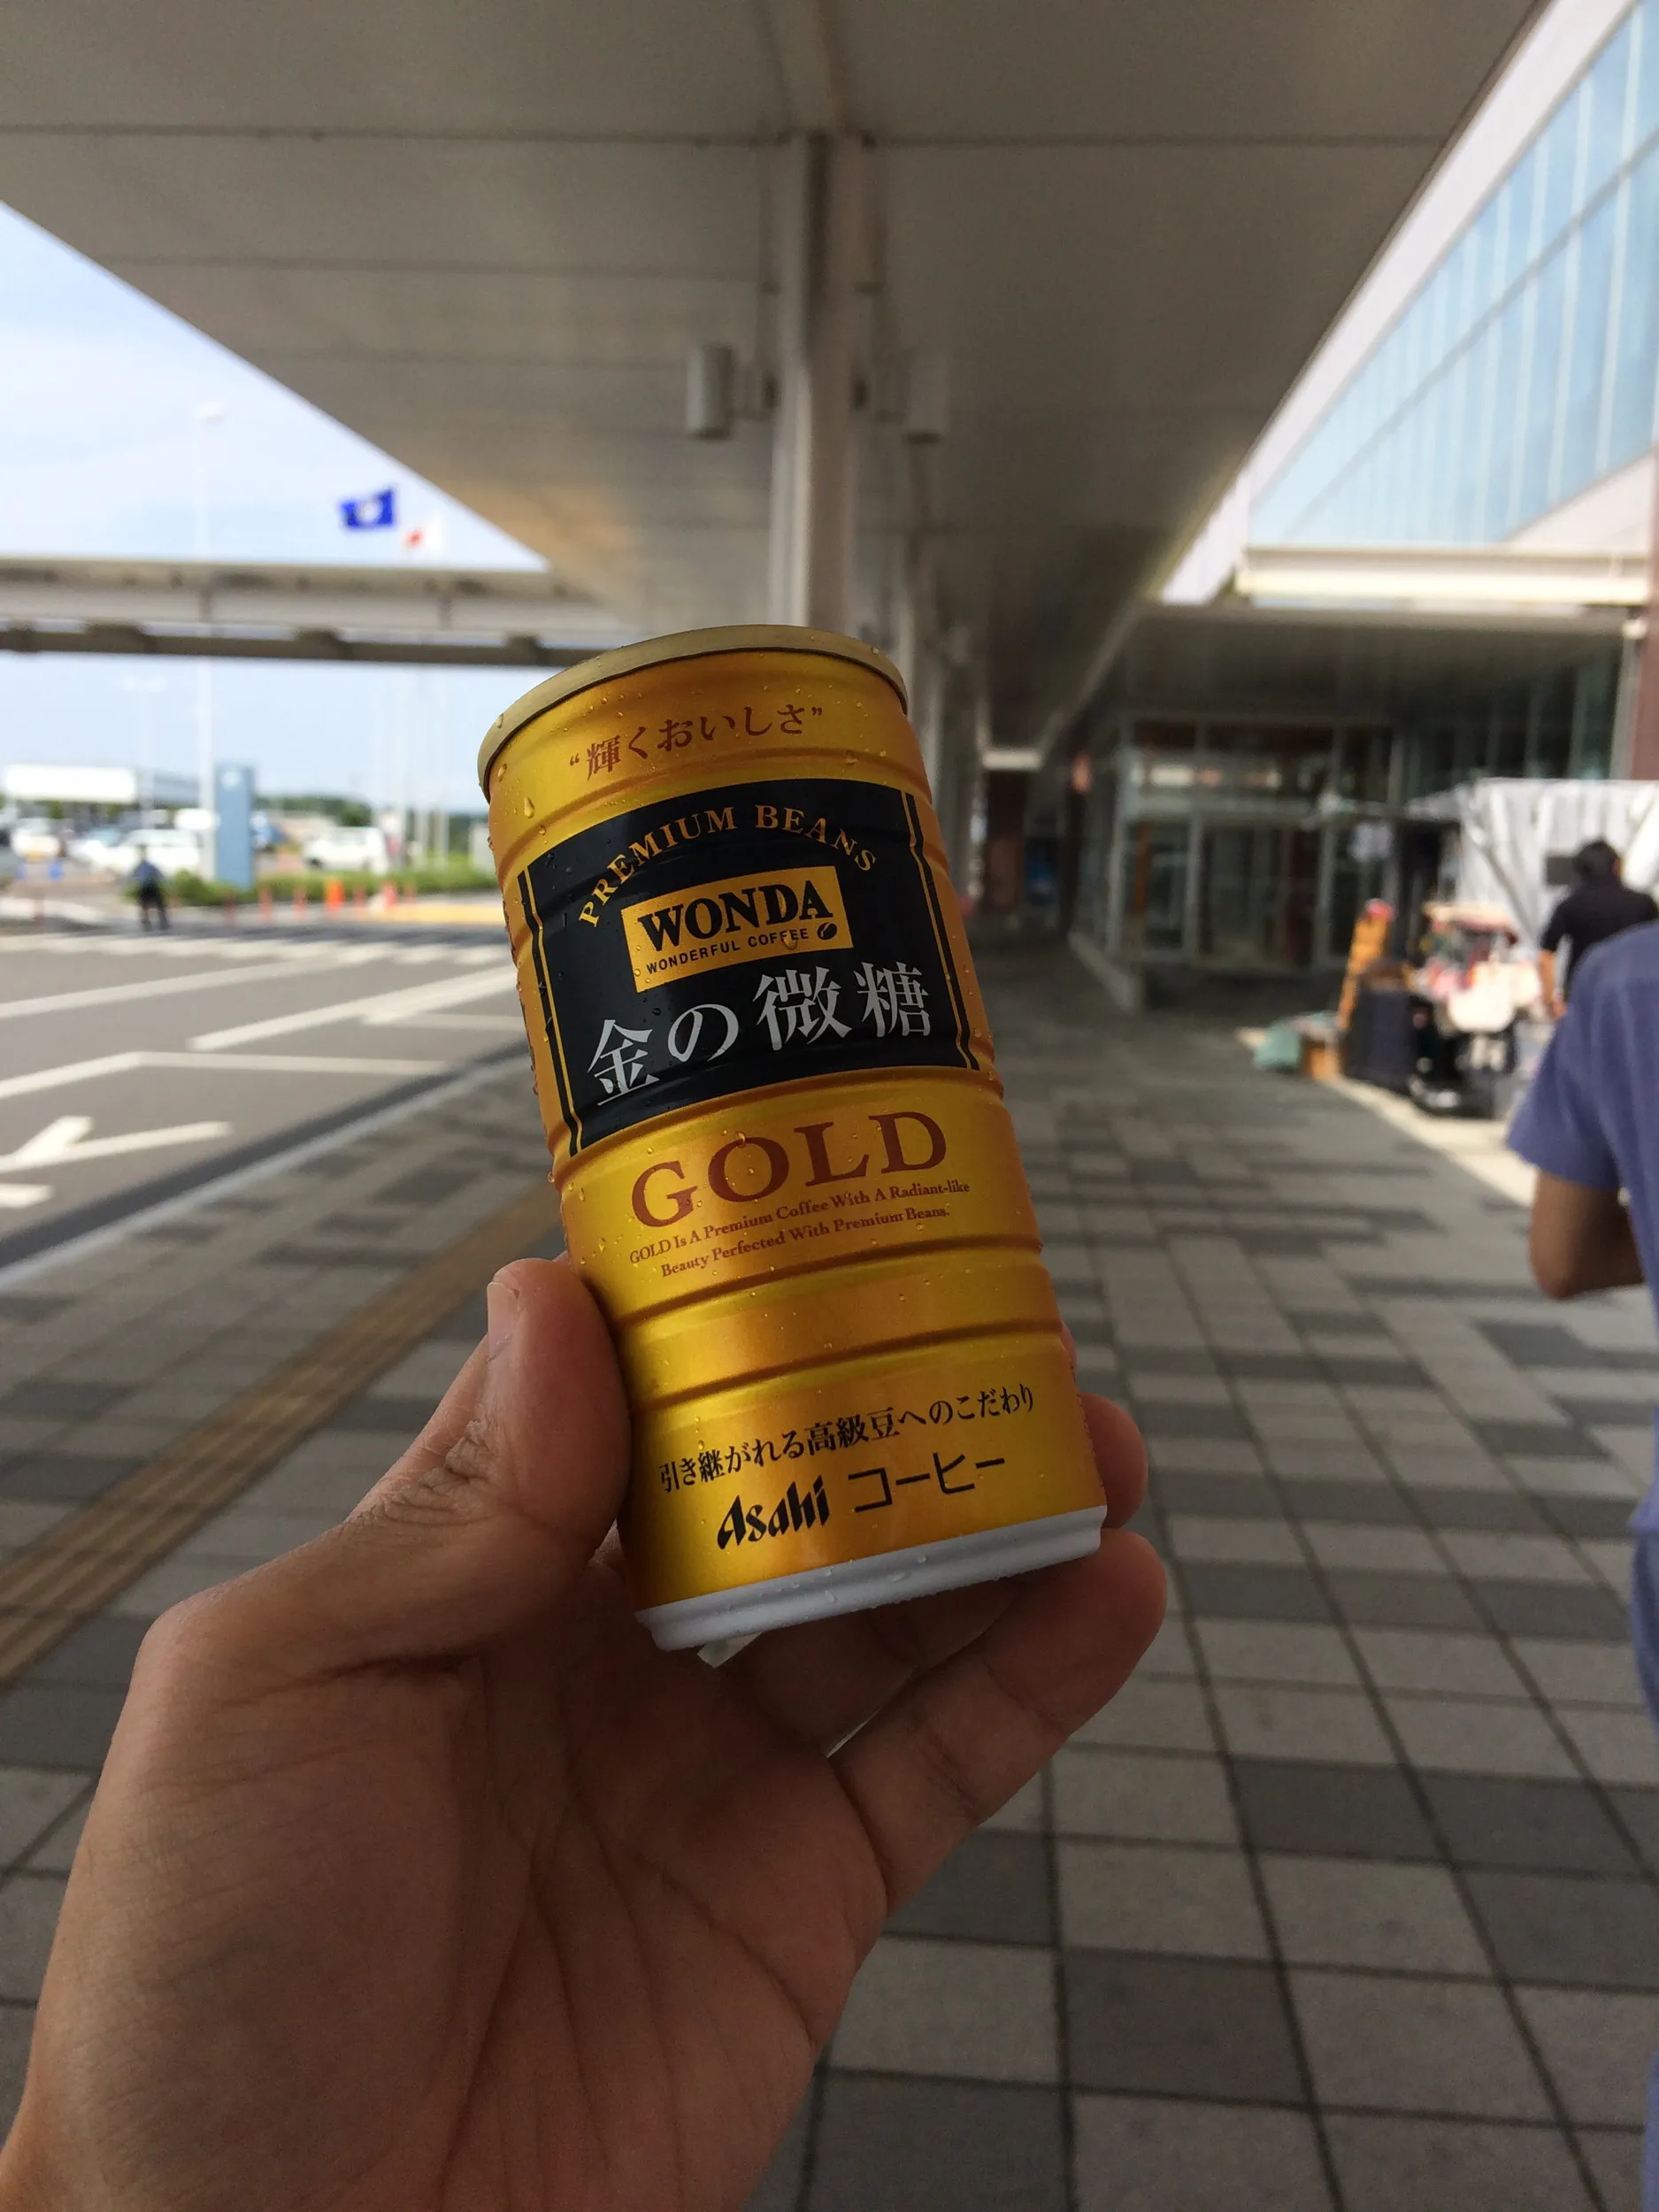 “輝くおいしさ”
PREMIUM BEANS
WONDA
WONDERFUL COFFEE
金の微糖
GOLD
GOLD Is A Premium Coffee With A Radiant-like
Beauty Perfected With Premium Beans.
引き継がれる高級豆へのこだわり
Asahi コーヒー